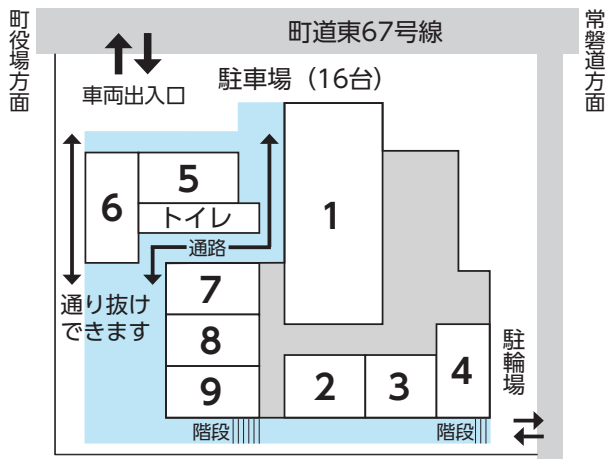 町道東67号線
町役場方面
常磐道方面
車両出入口
駐車場（16台）
5
6
トイレ
1
通路
通り抜け
できます
7
8
9
2
3
4
駐輪場
階段
階段